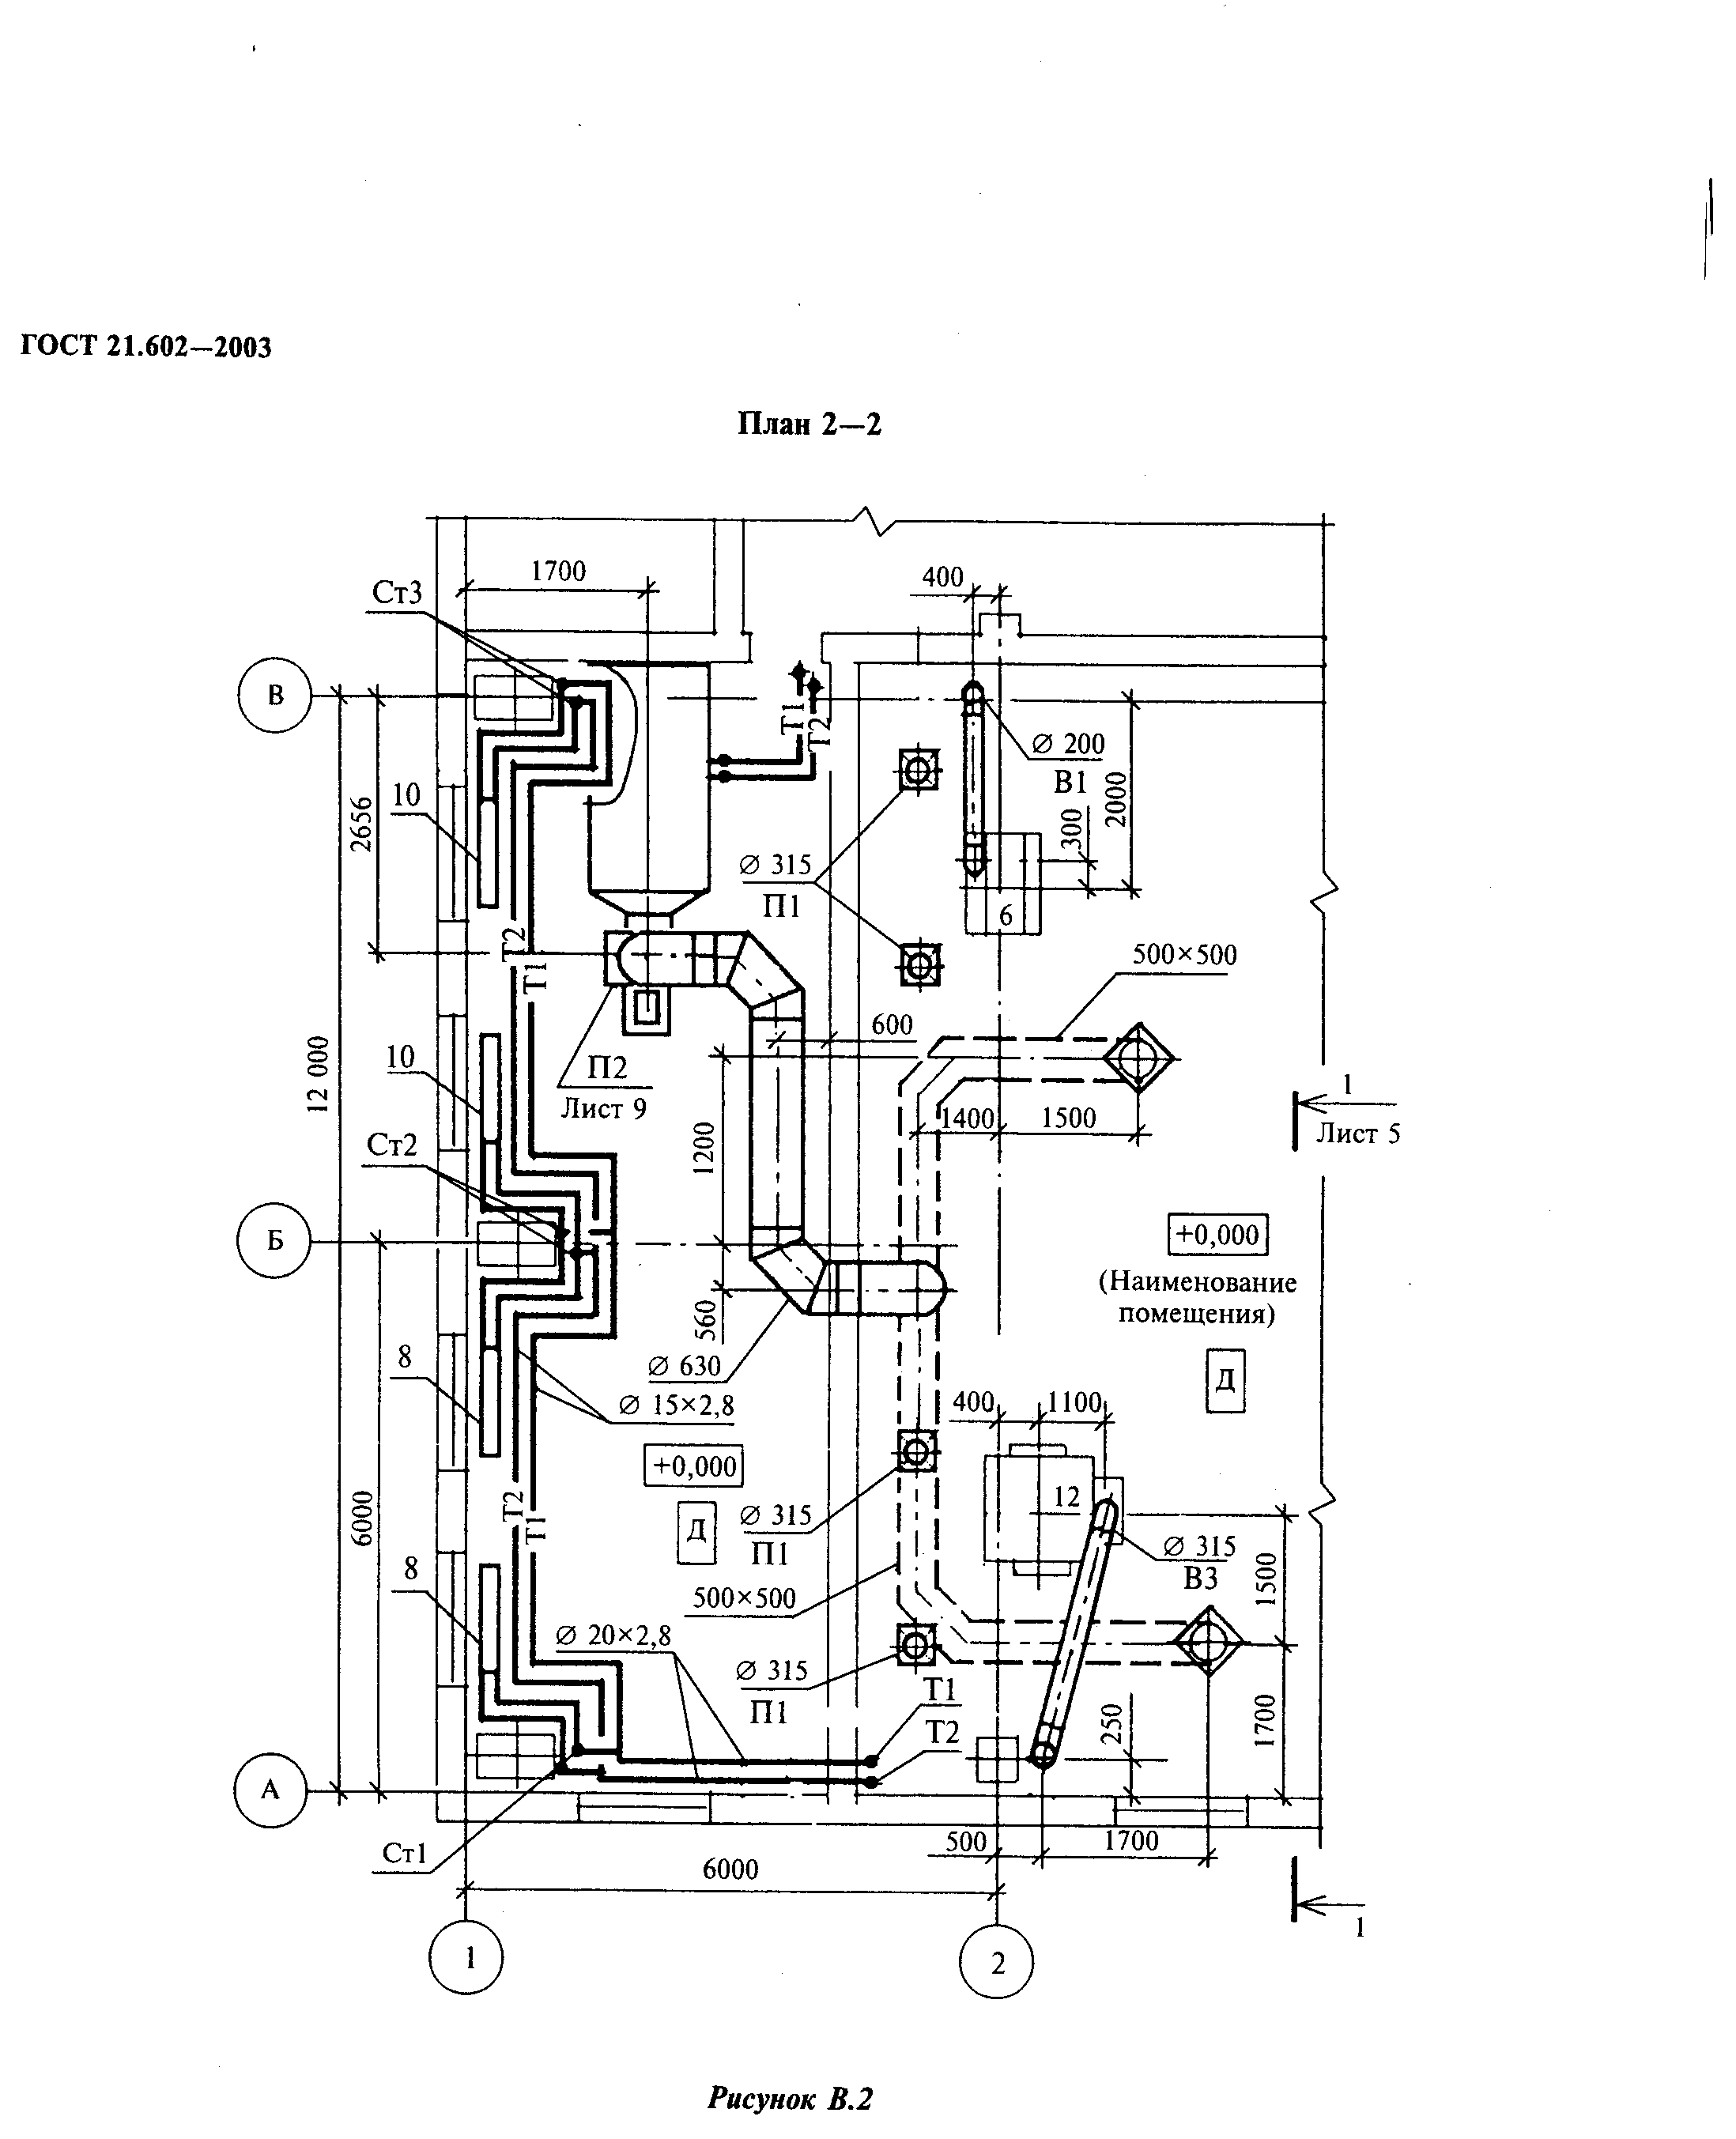 ГОСТ 21.602—2003
План 2—2
1700
400
Ст3
В
Т1
Т2
∅ 200
В1
10
2656
2000
300
∅ 315
П1
6
Т2
Т1
500×500
600
10
П2
Лист 9
12 000
1
1400
1500
Лист 5
Ст2
1200
Б
+0,000
(Наименование
помещения)
560
8
∅ 630
Д
∅ 15×2,8
400
1100
+0,000
6000
Т2
Т1
12
∅ 315
П1
Д
∅ 315
В3
8
500×500
1500
∅ 20×2,8
∅ 315
П1
Т1
Т2
250
1700
А
Ст1
500
1700
6000
1
1
2
Рисунок В.2